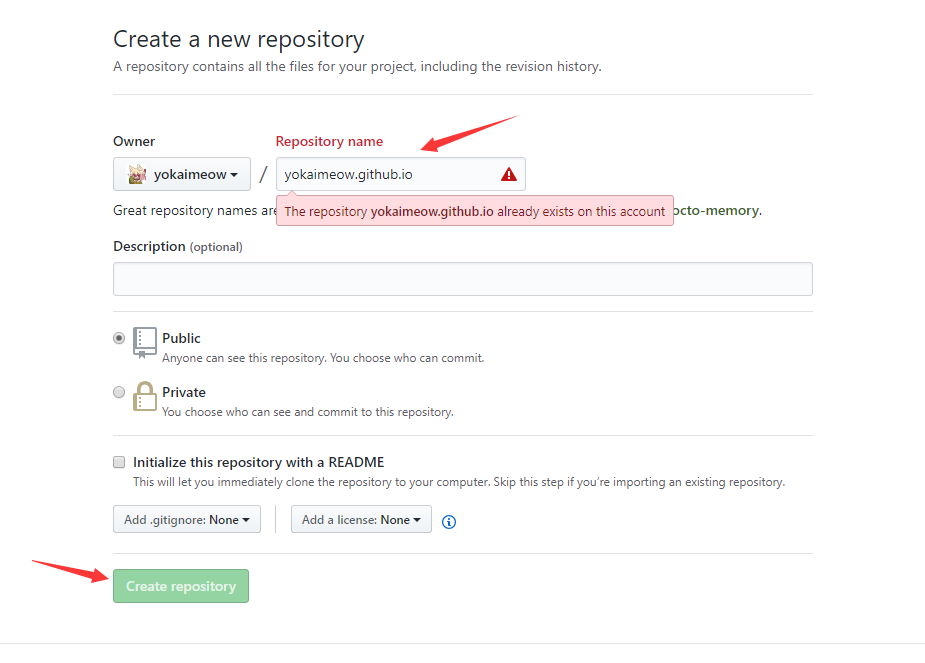 Create a new repository
A repository contains all the files for your project, including the revision history.
Owner
Repository name
yokaimeow
/
yokaimeow.github.io
The repository yokaimeow.github.io already exists on this account
Great repository names are octo-memory.
Description (optional)
Public
Anyone can see this repository. You choose who can commit.
Private
You choose who can see and commit to this repository.
Initialize this repository with a README
This will let you immediately clone the repository to your computer. Skip this step if you’re importing an existing repository.
Add .gitignore: None
Add a license: None
Create repository